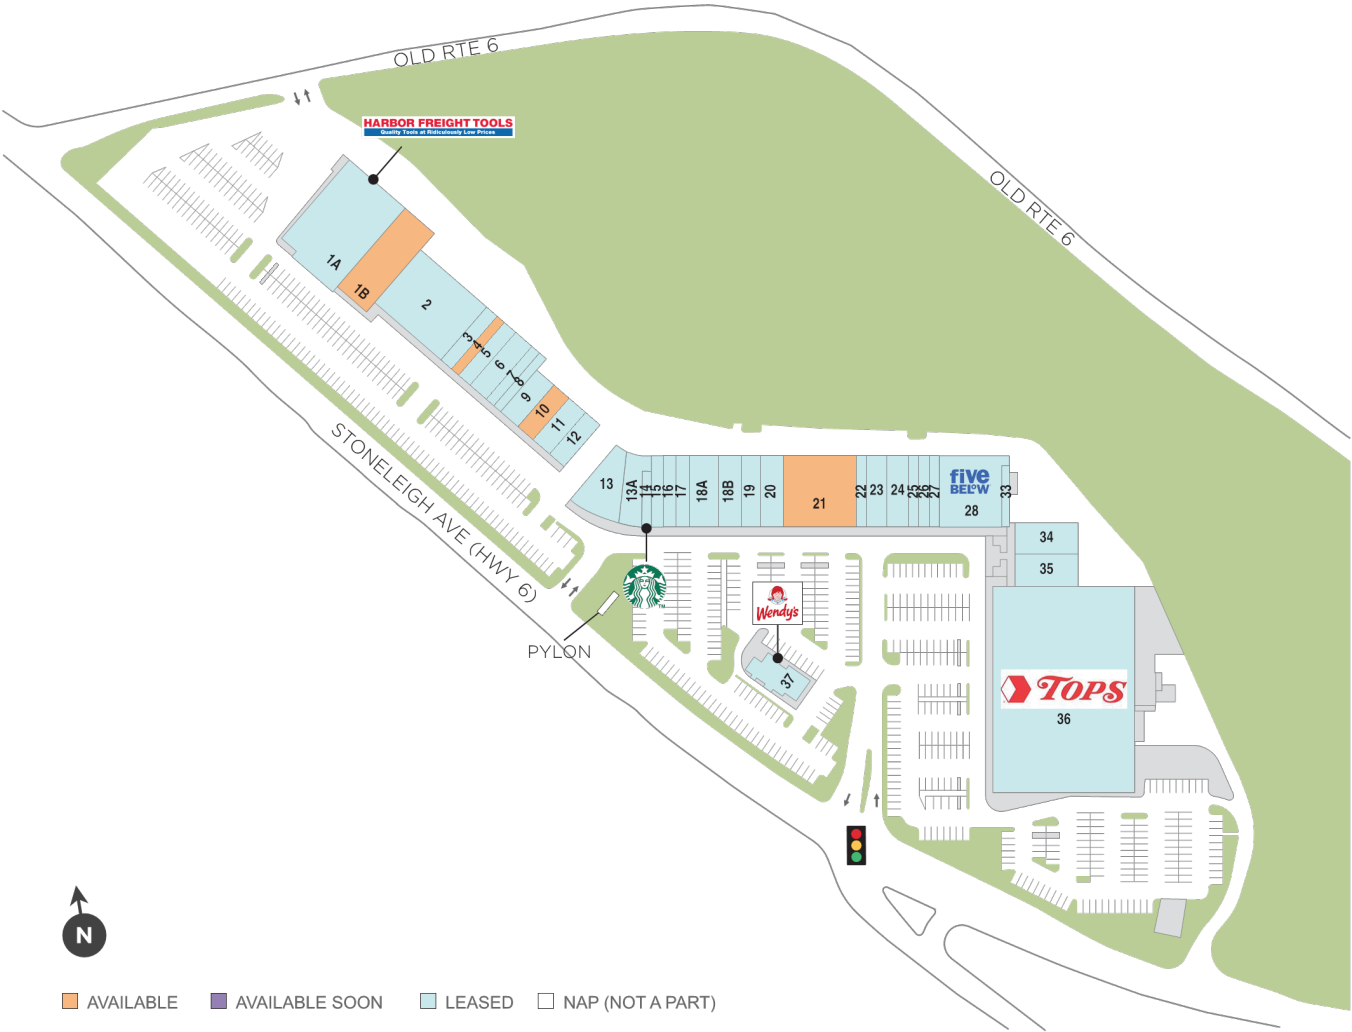 OLD RTE 6
HARBOR FREIGHT TOOLS
Quality Tools at Ridiculously Low Prices
OLD RTE 6
1A
1B
2
3
4
5
6
7
8
9
10
11
12
STONELEIGH AVE (HWY 6)
13
13A
14
15
16
17
18A
18B
19
20
21
22
23
24
25
26
27
five
BELOW
28
33
34
35
Wendy's
37
PYLON
TM
TOPS
36
N
AVAILABLE
AVAILABLE SOON
LEASED
NAP (NOT A PART)